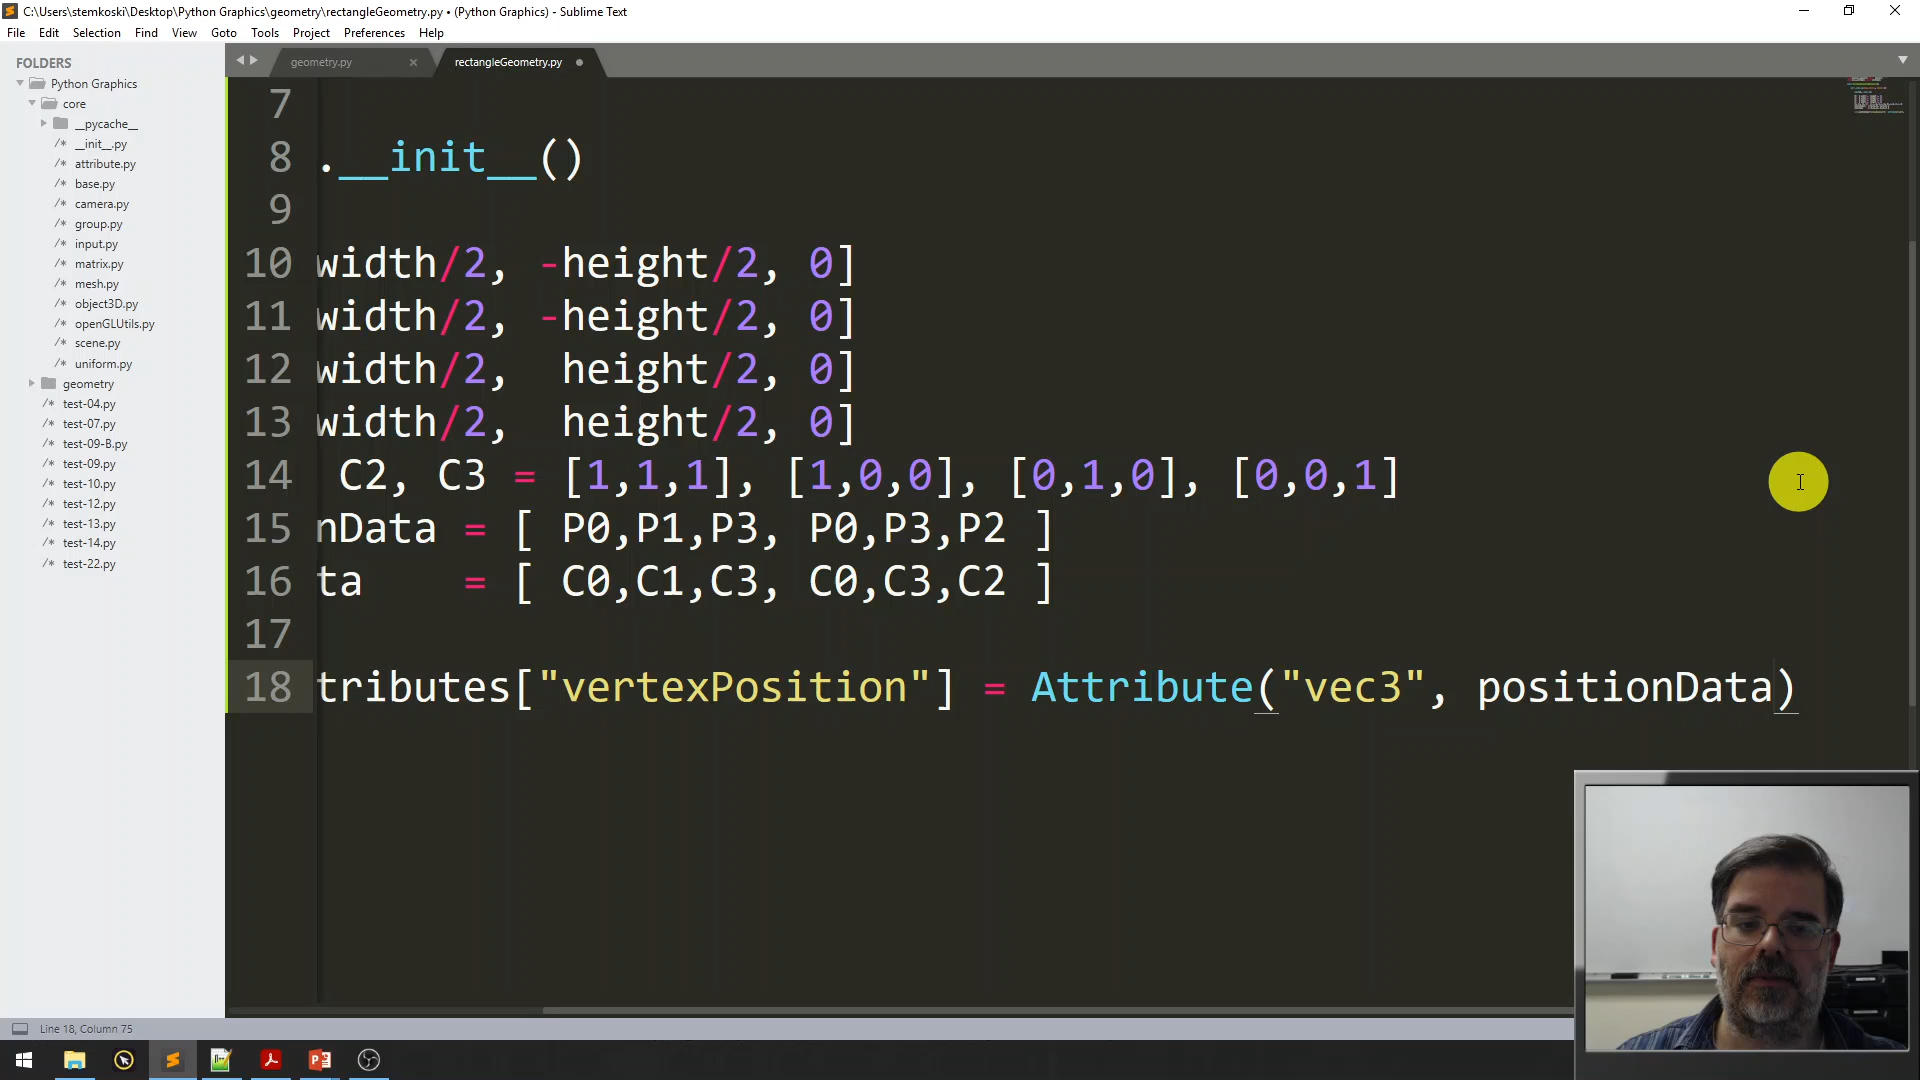 C:\Users\stemkoski\Desktop\Python Graphics\geometry\rectangleGeometry.py • (Python Graphics) - Sublime Text
File Edit Selection Find View Goto Tools Project Preferences Help
FOLDERS
Python Graphics
core
__pycache__
/* __init__.py
/* attribute.py
/* base.py
/* camera.py
/* group.py
/* input.py
/* matrix.py
/* mesh.py
/* object3D.py
/* openGLUtils.py
/* scene.py
/* uniform.py
geometry
/* test-04.py
/* test-07.py
/* test-09-B.py
/* test-09.py
/* test-10.py
/* test-12.py
/* test-13.py
/* test-14.py
/* test-22.py
geometry.py × rectangleGeometry.py
7
8 .__init__()
9
10 width/2, -height/2, 0]
11 width/2, -height/2, 0]
12 width/2,  height/2, 0]
13 width/2,  height/2, 0]
14 C2, C3 = [1,1,1], [1,0,0], [0,1,0], [0,0,1]
15 nData = [ P0,P1,P3, P0,P3,P2 ]
16 ta    = [ C0,C1,C3, C0,C3,C2 ]
17
18 tributes["vertexPosition"] = Attribute("vec3", positionData)
Line 18, Column 75